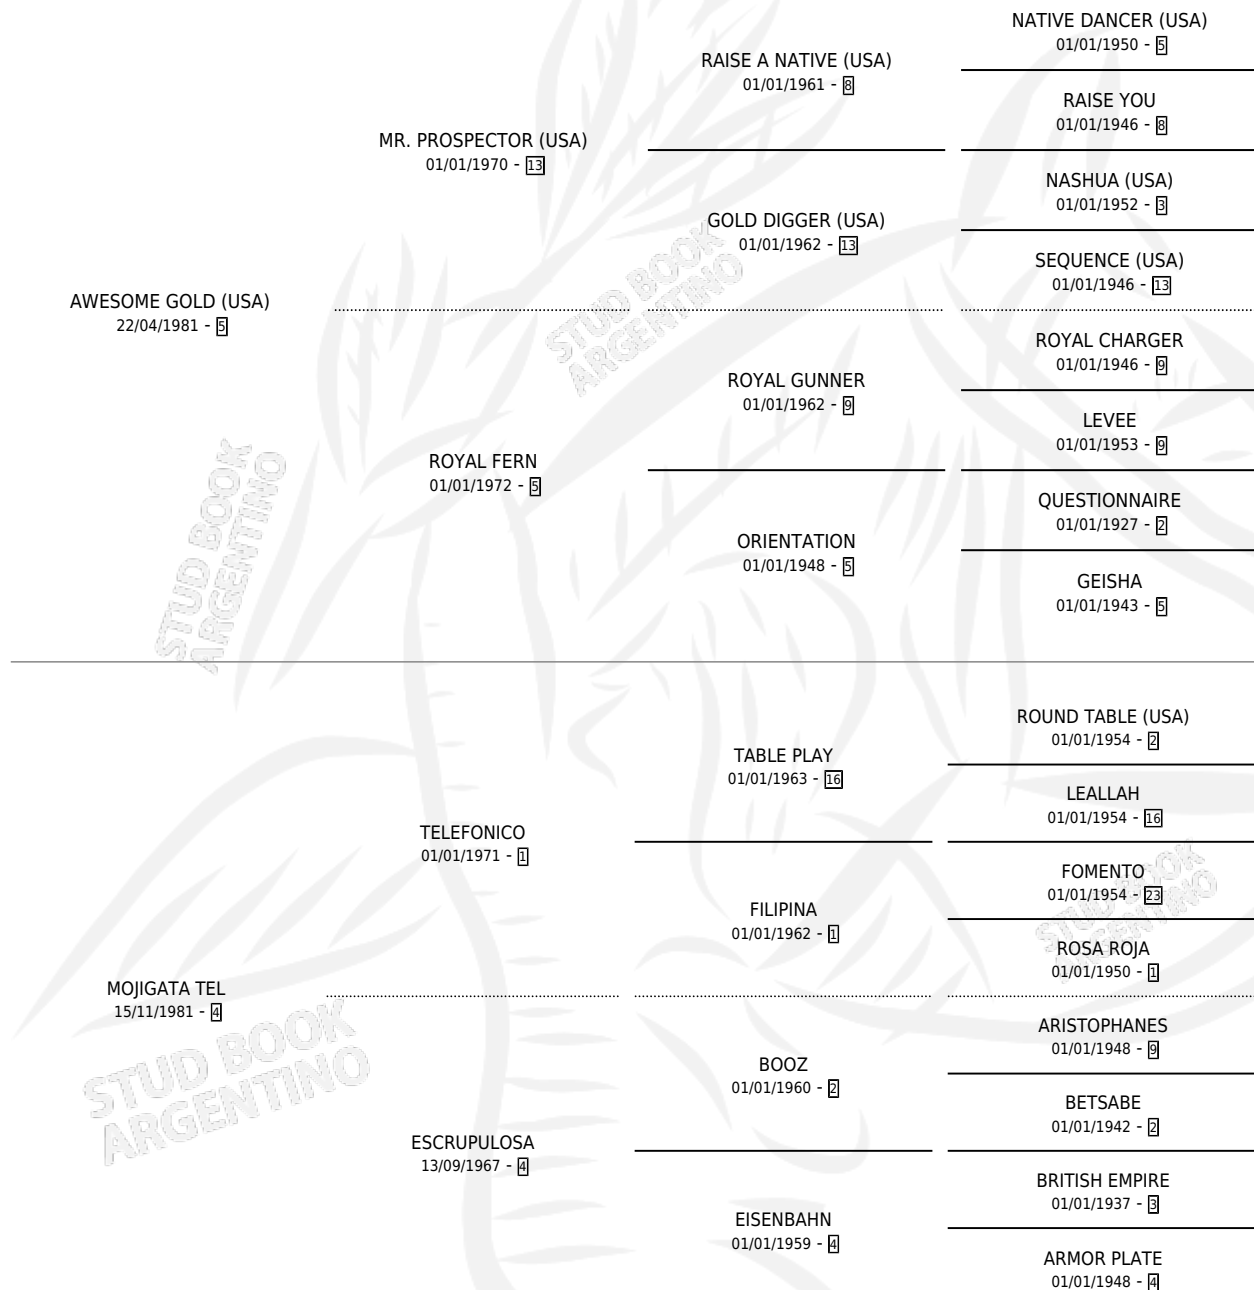 NATIVE DANCER (USA)
01/01/1950 - 5
RAISE A NATIVE (USA)
01/01/1961 - 8
RAISE YOU
01/01/1946 - 8
MR. PROSPECTOR (USA)
01/01/1970 - 13
NASHUA (USA)
01/01/1952 - 3
GOLD DIGGER (USA)
01/01/1962 - 13
SEQUENCE (USA)
01/01/1946 - 13
AWESOME GOLD (USA)
22/04/1981 - 5
STUD BOOK
ARGENTINO
ROYAL CHARGER
01/01/1946 - 9
ROYAL GUNNER
01/01/1962 - 9
LEVEE
01/01/1953 - 9
ROYAL FERN
01/01/1972 - 5
QUESTIONNAIRE
01/01/1927 - 2
ORIENTATION
01/01/1948 - 5
GEISHA
01/01/1943 - 5
STUD BOOK
ARGENTINO
ROUND TABLE (USA)
01/01/1954 - 2
TABLE PLAY
01/01/1963 - 16
LEALLAH
01/01/1954 - 16
TELEFONICO
01/01/1971 - 1
FOMENTO
01/01/1954 - 23
FILIPINA
01/01/1962 - 1
ROSA ROJA
01/01/1950 - 1
STUD BOOK
ARGENTINO
MOJIGATA TEL
15/11/1981 - 4
STUD BOOK
ARGENTINO
ARISTOPHANES
01/01/1948 - 9
BOOZ
01/01/1960 - 2
BETSABE
01/01/1942 - 2
ESCRUPULOSA
13/09/1967 - 4
BRITISH EMPIRE
01/01/1937 - 3
EISENBAHN
01/01/1959 - 4
ARMOR PLATE
01/01/1948 - 4